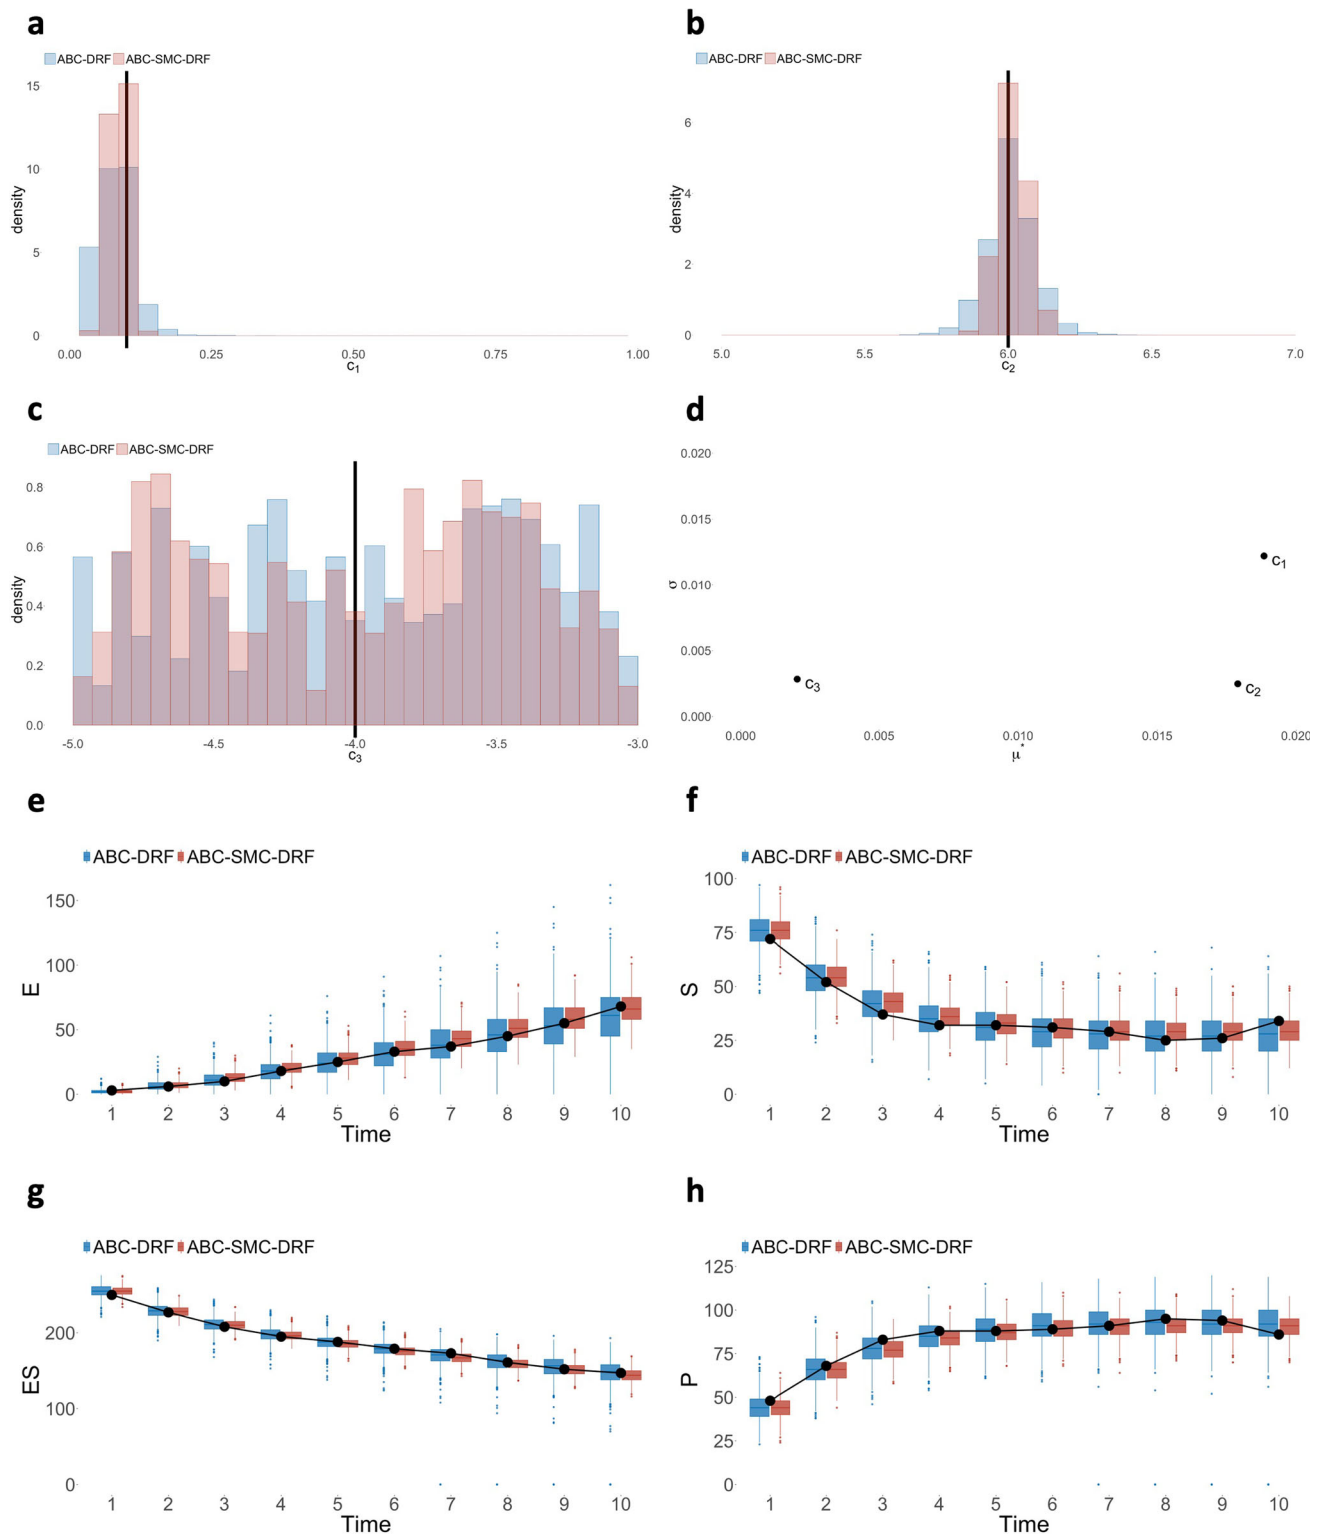 a
ABC-DRF ABC-SMC-DRF
15
10
5
0
density
0.00 0.25 0.50 0.75 1.00
c1
b
ABC-DRF ABC-SMC-DRF
6
4
2
0
density
5.0 5.5 6.0 6.5 7.0
c2
c
ABC-DRF ABC-SMC-DRF
0.8
0.6
0.4
0.2
0.0
density
-5.0 -4.5 -4.0 -3.5 -3.0
c3
d
0.020
0.015
0.010
0.005
0.000
σ
c1
c3
c2
0.000 0.005 0.010 0.015 0.020
μ*
e
ABC-DRF ABC-SMC-DRF
150
100
50
0
E
1 2 3 4 5 6 7 8 9 10
Time
f
ABC-DRF ABC-SMC-DRF
100
75
50
25
0
S
1 2 3 4 5 6 7 8 9 10
Time
g
ABC-DRF ABC-SMC-DRF
200
100
0
ES
1 2 3 4 5 6 7 8 9 10
Time
h
ABC-DRF ABC-SMC-DRF
125
100
75
50
25
0
P
1 2 3 4 5 6 7 8 9 10
Time